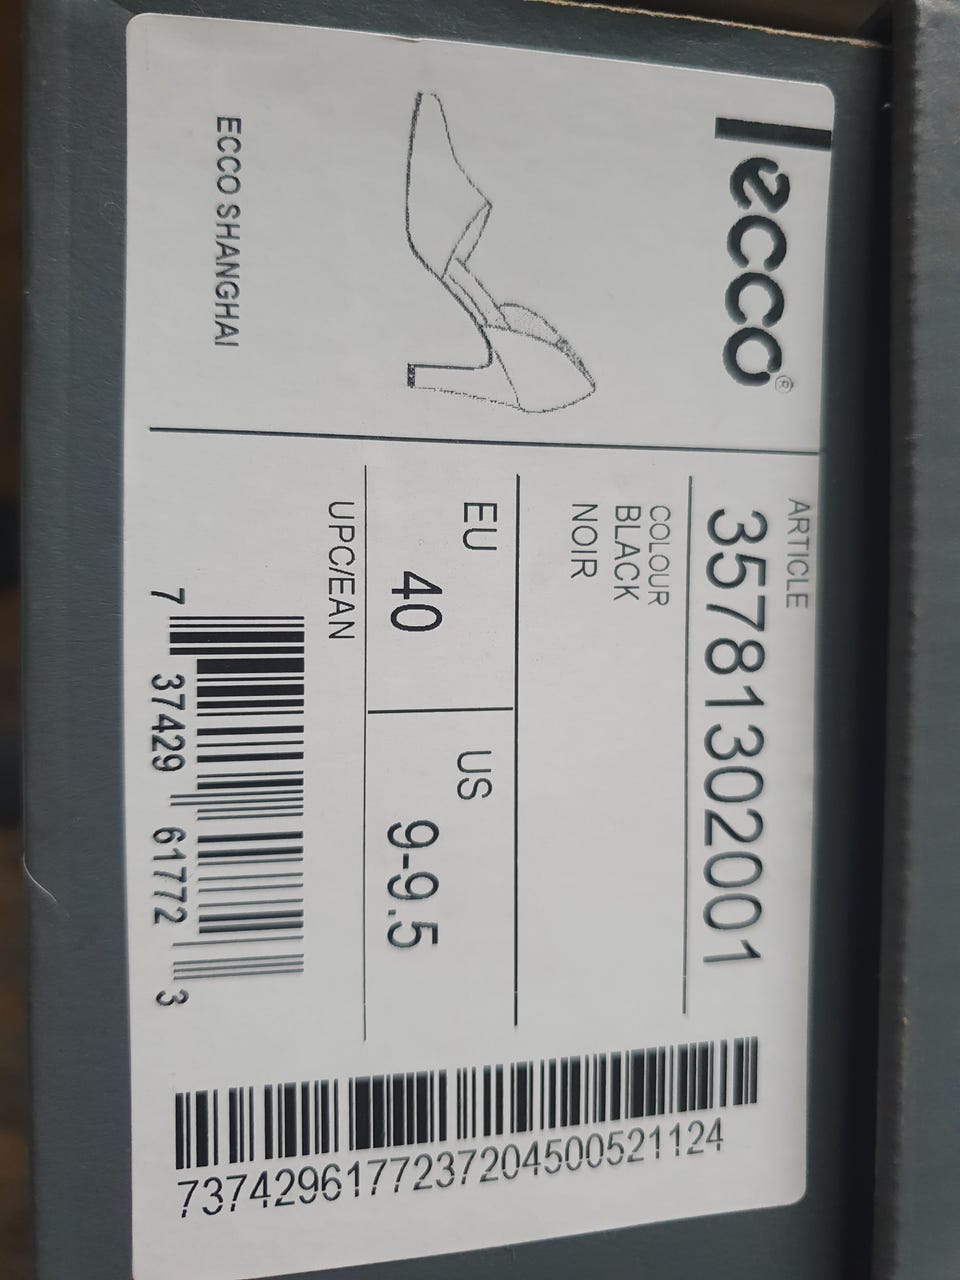 ecco®
ECCO SHANGHAI
ARTICLE
35781302001
COLOUR
BLACK
NOIR
EU
40
US
9-9.5
UPC/EAN
7 37429 61772 3
7374296177237204500521124